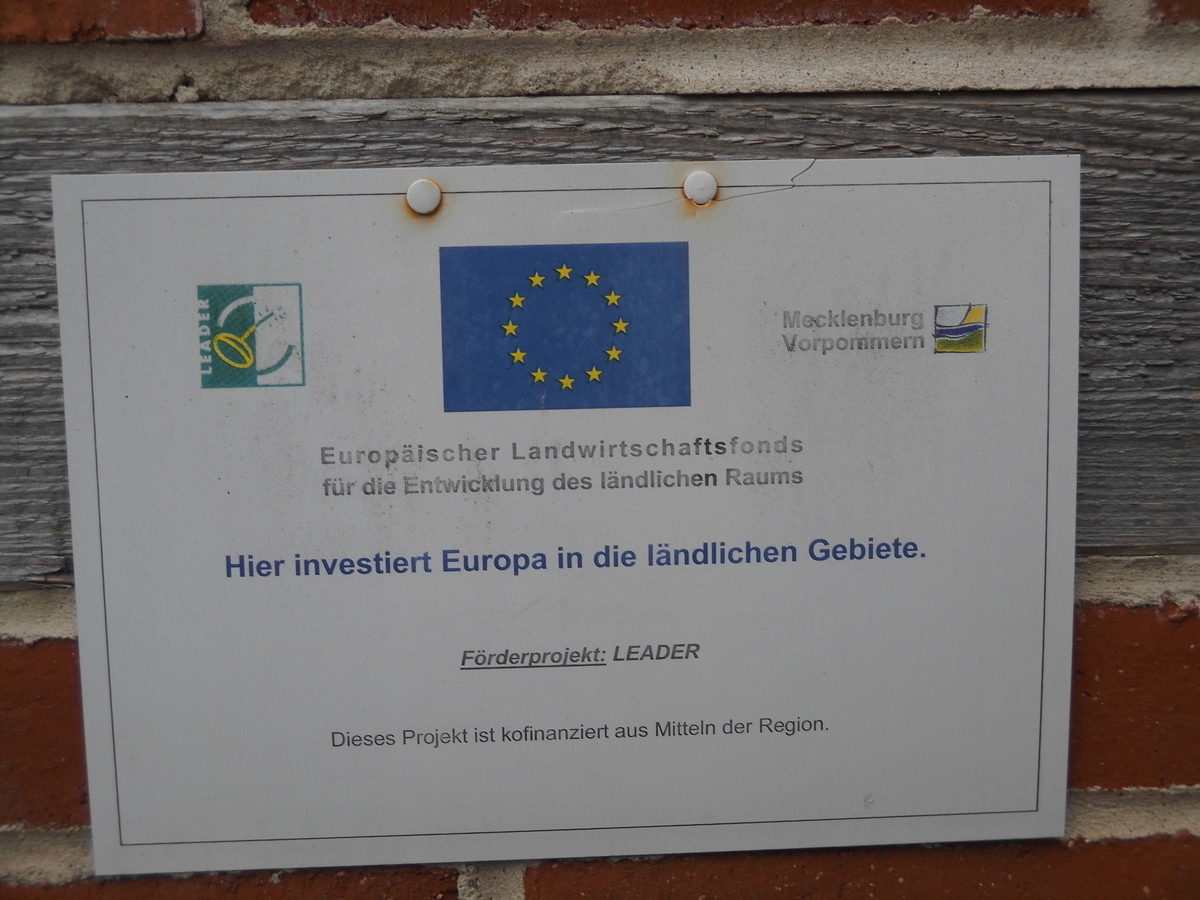 LEADER
Mecklenburg
Vorpommern
Europäischer Landwirtschaftsfonds
für die Entwicklung des ländlichen Raums
Hier investiert Europa in die ländlichen Gebiete.
Förderprojekt: LEADER
Dieses Projekt ist kofinanziert aus Mitteln der Region.